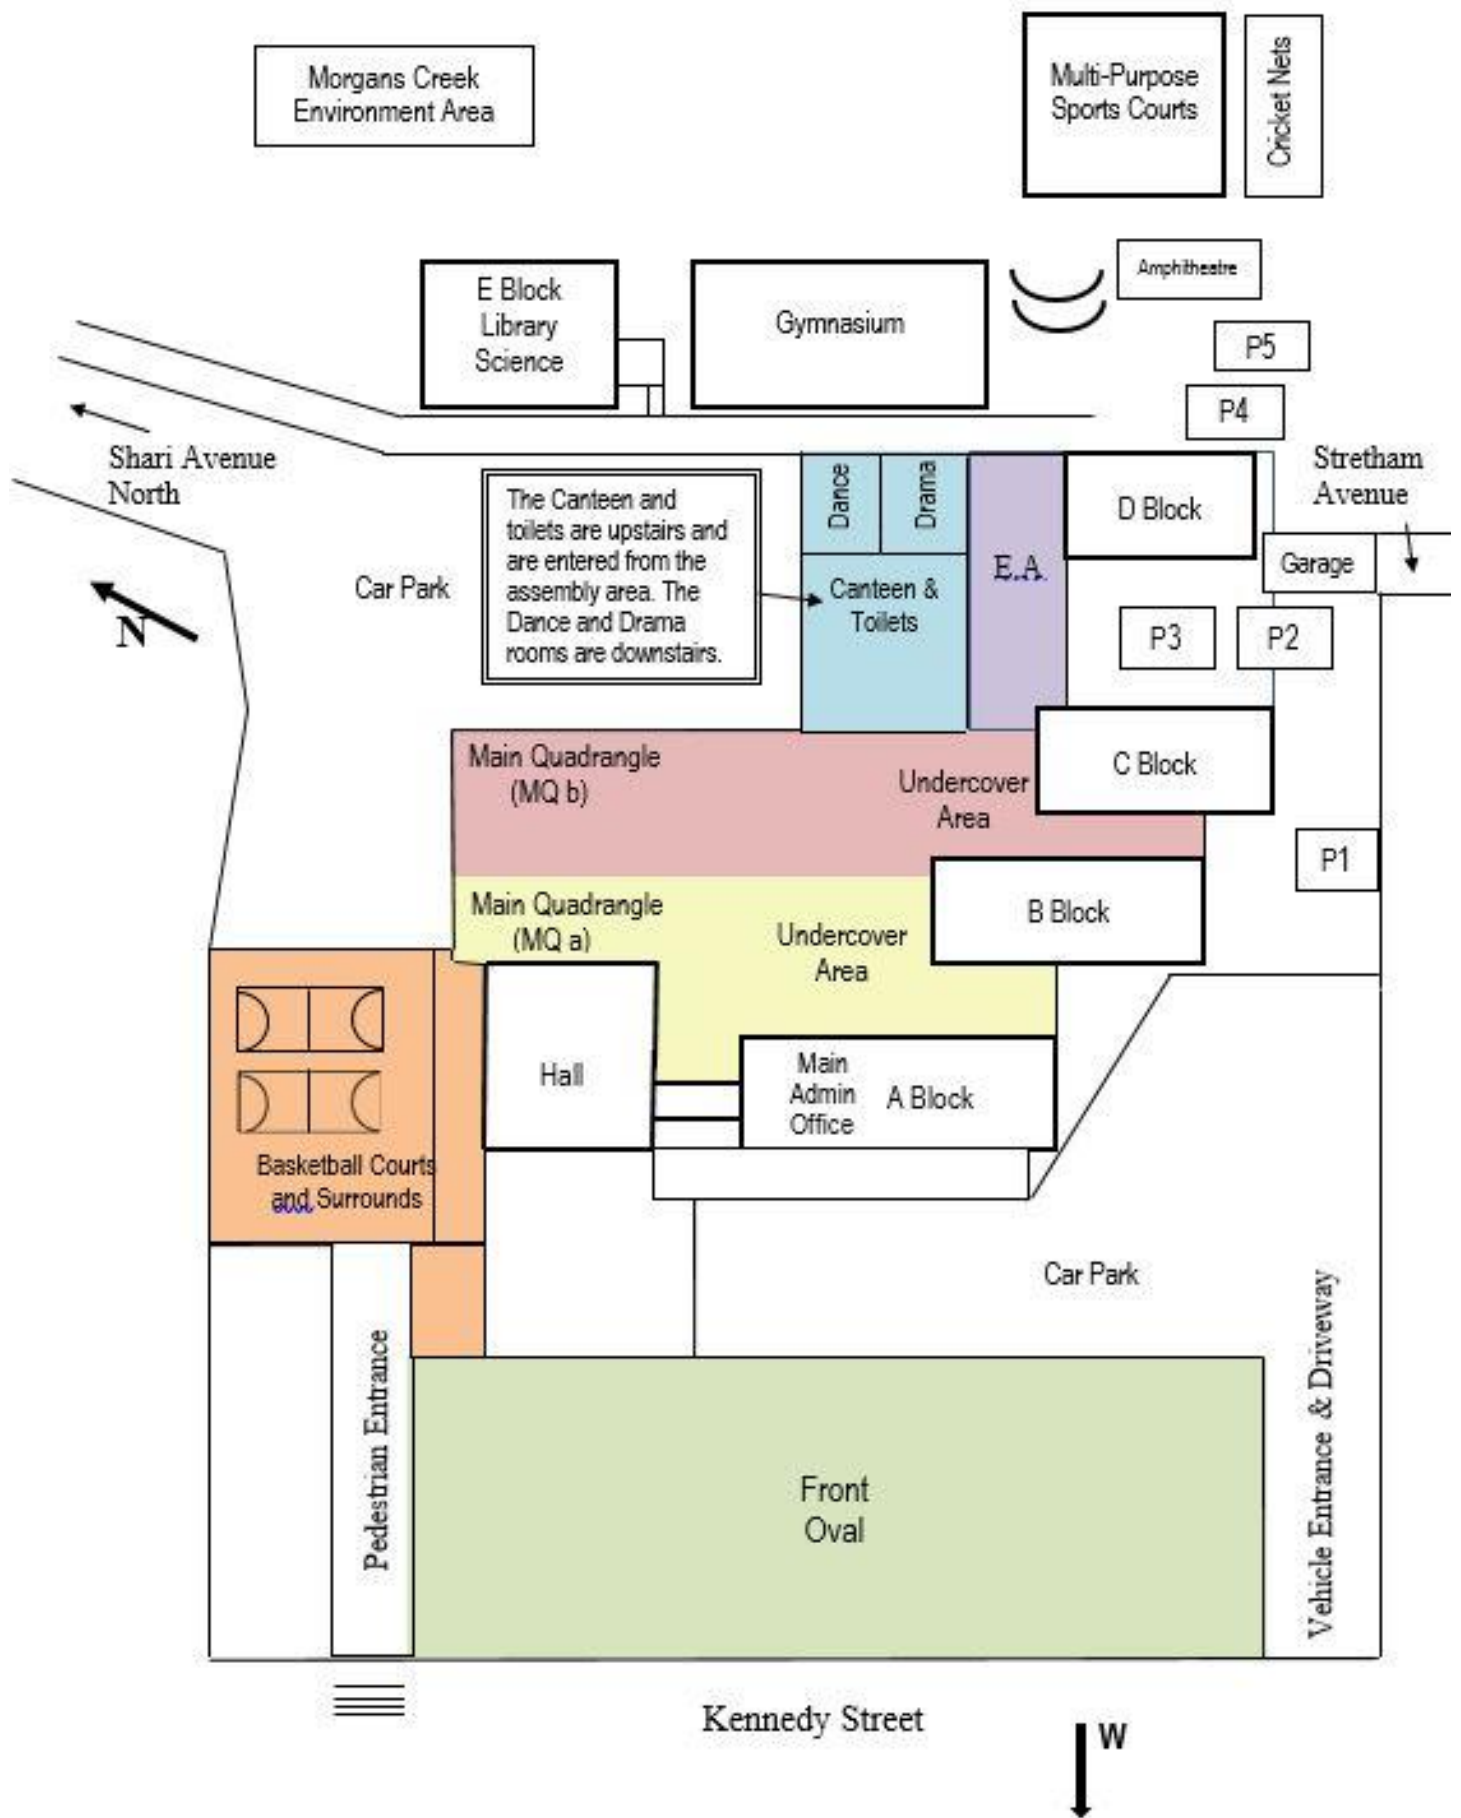 Morgans Creek
Environment Area
Multi-Purpose
Sports Courts
Cricket Nets
Amphitheatre
E Block
Library
Science
Gymnasium
P5
P4
Shari Avenue
North
Stretham
Avenue
The Canteen and
toilets are upstairs and
are entered from the
assembly area. The
Dance and Drama
rooms are downstairs.
Dance
Drama
D Block
E.A.
Garage
Car Park
Canteen &
Toilets
N
P3
P2
Main Quadrangle
(MQ b)
Undercover
Area
C Block
P1
Main Quadrangle
(MQ a)
Undercover
Area
B Block
Hall
Main
Admin
Office
A Block
Basketball Courts
and Surrounds
Car Park
Pedestrian Entrance
Vehicle Entrance & Driveway
Front
Oval
Kennedy Street
W